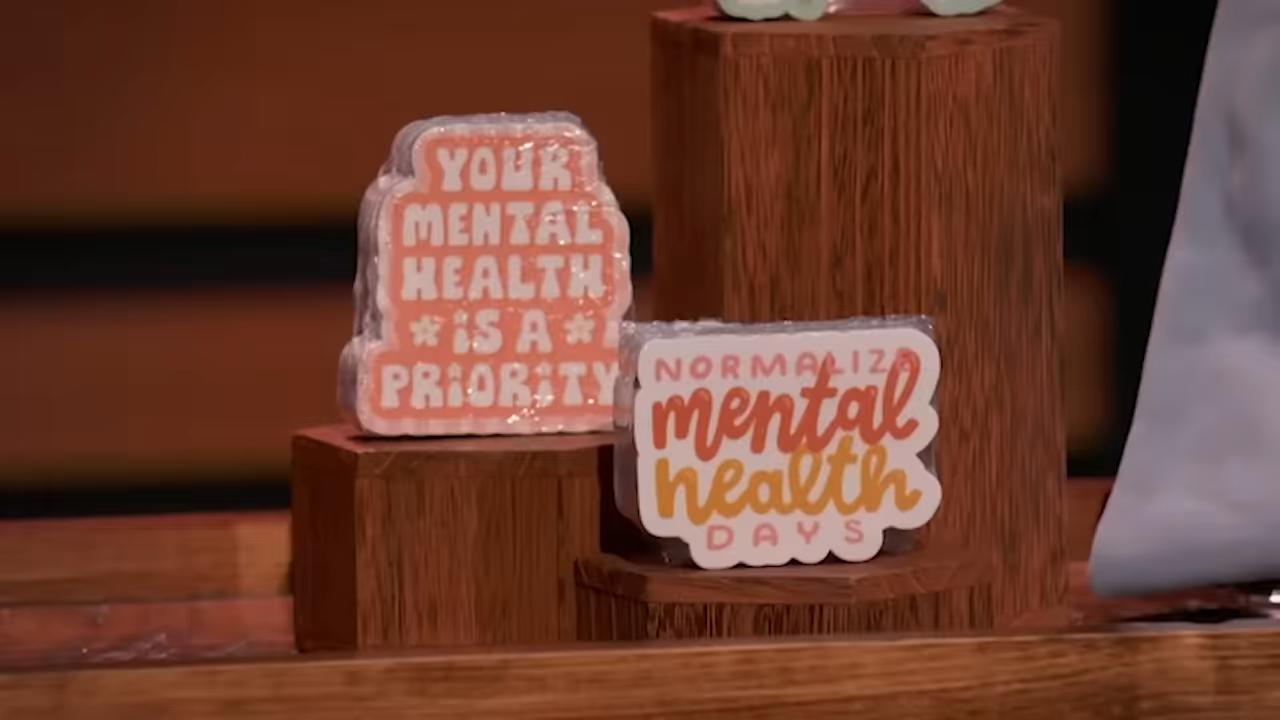 YOUR
MENTAL
HEALTH
IS A
PRIORITY
NORMALIZE
mental
health
DAYS